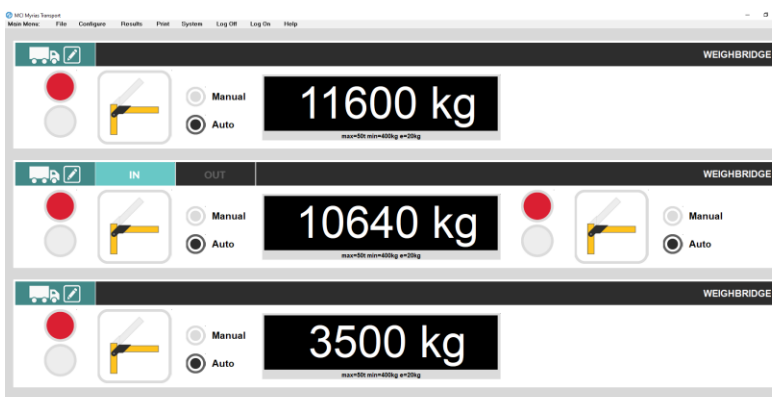 MCI Myrias Transport
Main Menu: File Configure Results Print System Log Off Log On Help
WEIGHBRIDGE
Manual
Auto
11600 kg
max=50t min=400kg e=20kg
IN OUT WEIGHBRIDGE
Manual
Auto
10640 kg
max=50t min=400kg e=20kg
Manual
Auto
WEIGHBRIDGE
Manual
Auto
3500 kg
max=50t min=400kg e=20kg